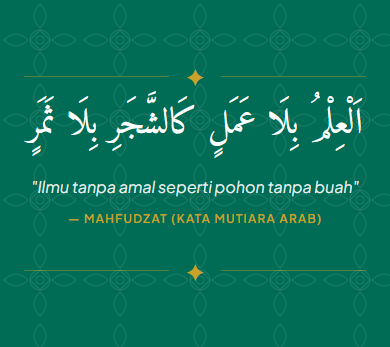 اَلْعِلْمُ بِلَا عَمَلٍ كَالشَّجَرِ بِلَا ثَمَرٍ
"Ilmu tanpa amal seperti pohon tanpa buah"
— MAHFUDZAT (KATA MUTIARA ARAB)